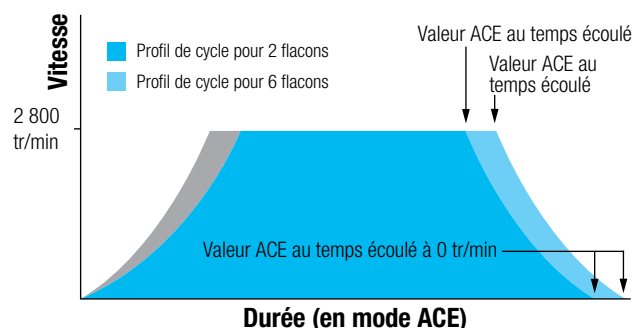 Vitesse
Profil de cycle pour 2 flacons
Profil de cycle pour 6 flacons
Valeur ACE au temps écoulé
Valeur ACE au
temps écoulé
2 800
tr/min
Valeur ACE au temps écoulé à 0 tr/min
Durée (en mode ACE)